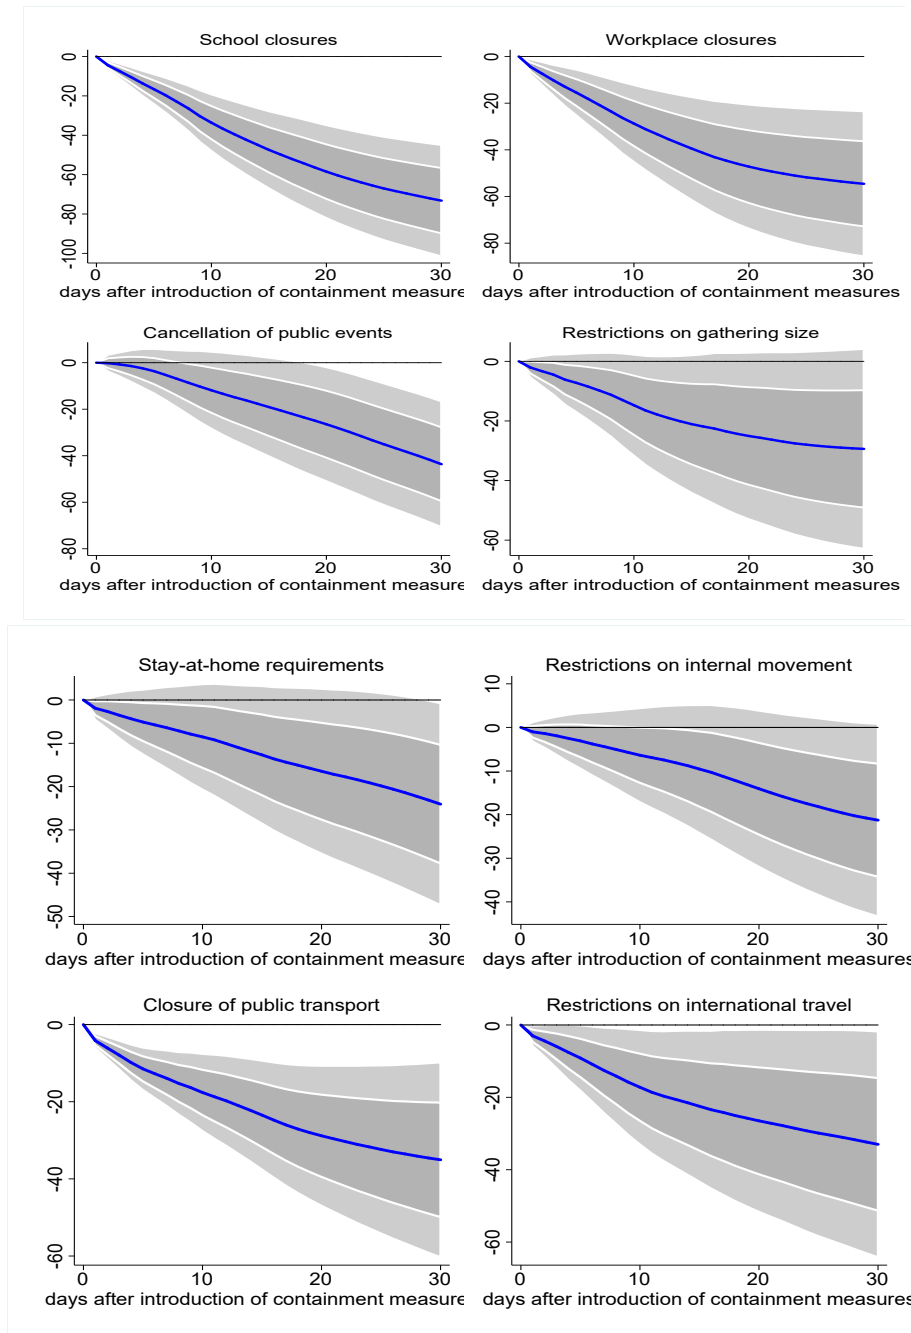 School closures
0
-20
-40
-60
-80
-100
0 10 20 30
days after introduction of containment measure
Workplace closures
0
-20
-40
-60
-80
0 10 20 30
days after introduction of containment measures
Cancellation of public events
0
-20
-40
-60
-80
0 10 20 30
days after introduction of containment measure
Restrictions on gathering size
0
-20
-40
-60
0 10 20 30
days after introduction of containment measures
Stay-at-home requirements
0
-10
-20
-30
-40
-50
0 10 20 30
days after introduction of containment measure
Restrictions on internal movement
10
0
-10
-20
-30
-40
0 10 20 30
days after introduction of containment measures
Closure of public transport
0
-20
-40
-60
0 10 20 30
days after introduction of containment measure
Restrictions on international travel
0
-20
-40
-60
0 10 20 30
days after introduction of containment measures